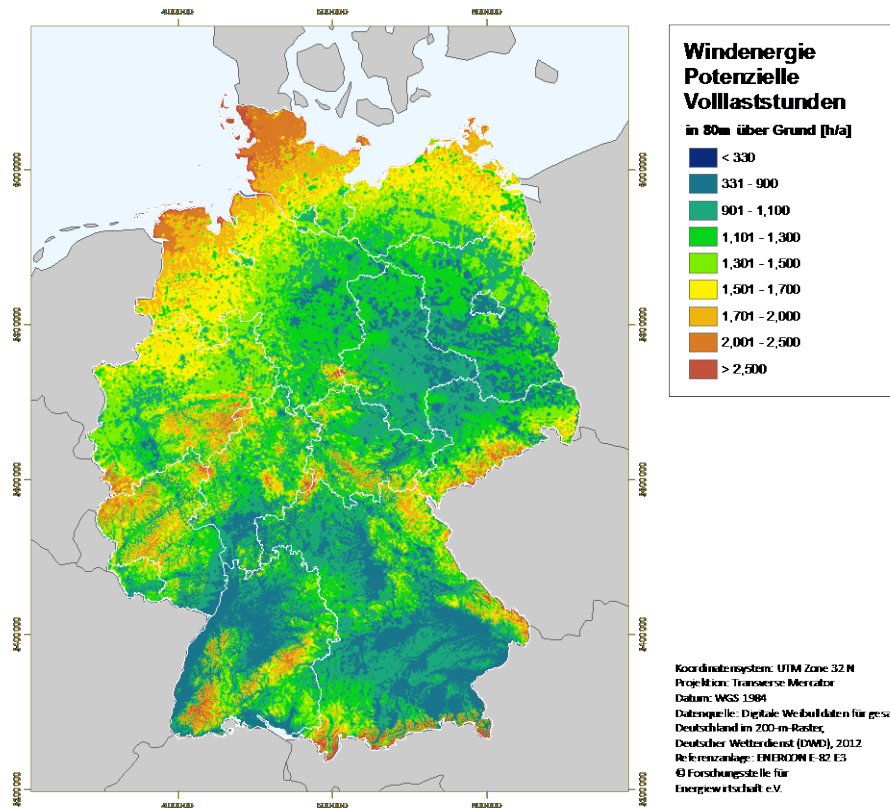 Windenergie
Potenzielle
Volllaststunden
in 80m über Grund [h/a]
< 330
331 - 900
901 - 1,100
1,101 - 1,300
1,301 - 1,500
1,501 - 1,700
1,701 - 2,000
2,001 - 2,500
> 2,500
Koordinatensystem: UTM Zone 32 N
Projektion: Transverse Mercator
Datum: WGS 1984
Datenquelle: Digitale Weibulldaten für gesa
Deutschland im 200-m-Raster,
Deutscher Wetterdienst (DWD), 2012
Referenzanlage: ENERCON E-82 E3
© Forschungsstelle für
Energiewirtschaft e.V.